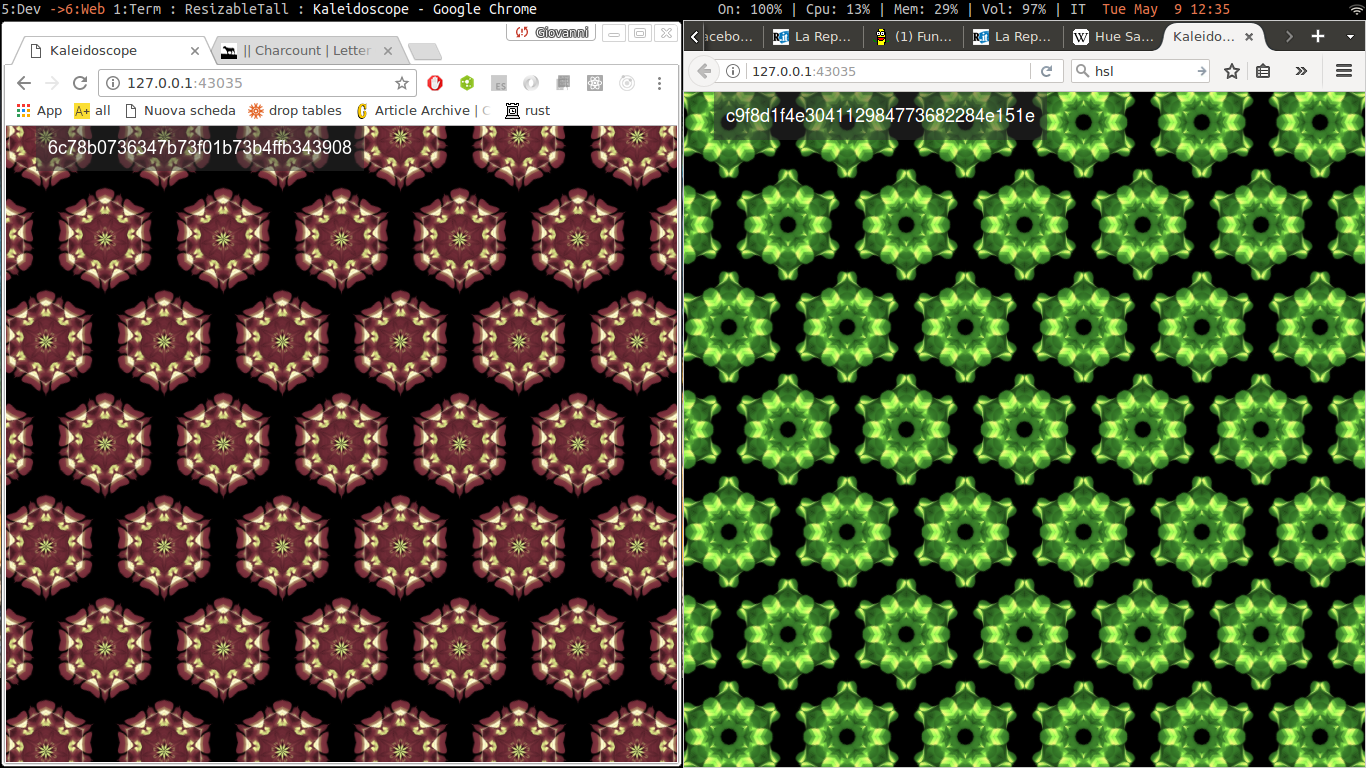 5:Dev ->6:Web 1:Term : ResizableTall : Kaleidoscope - Google Chrome
On: 100% | Cpu: 13% | Mem: 29% | Vol: 97% | IT Tue May 9 12:35
Giovanni
Kaleidoscope
|| Charcount | Letter
127.0.0.1:43035
ES
App
A+ all
Nuova scheda
drop tables
Article Archive | C
rust
6c78b0736347b73f01b73b4ffb343908
acebo...
La Rep...
(1) Fun...
La Rep...
W Hue Sa...
Kaleido...
127.0.0.1:43035
hsl
c9f8d1f4e304112984773682284e151e